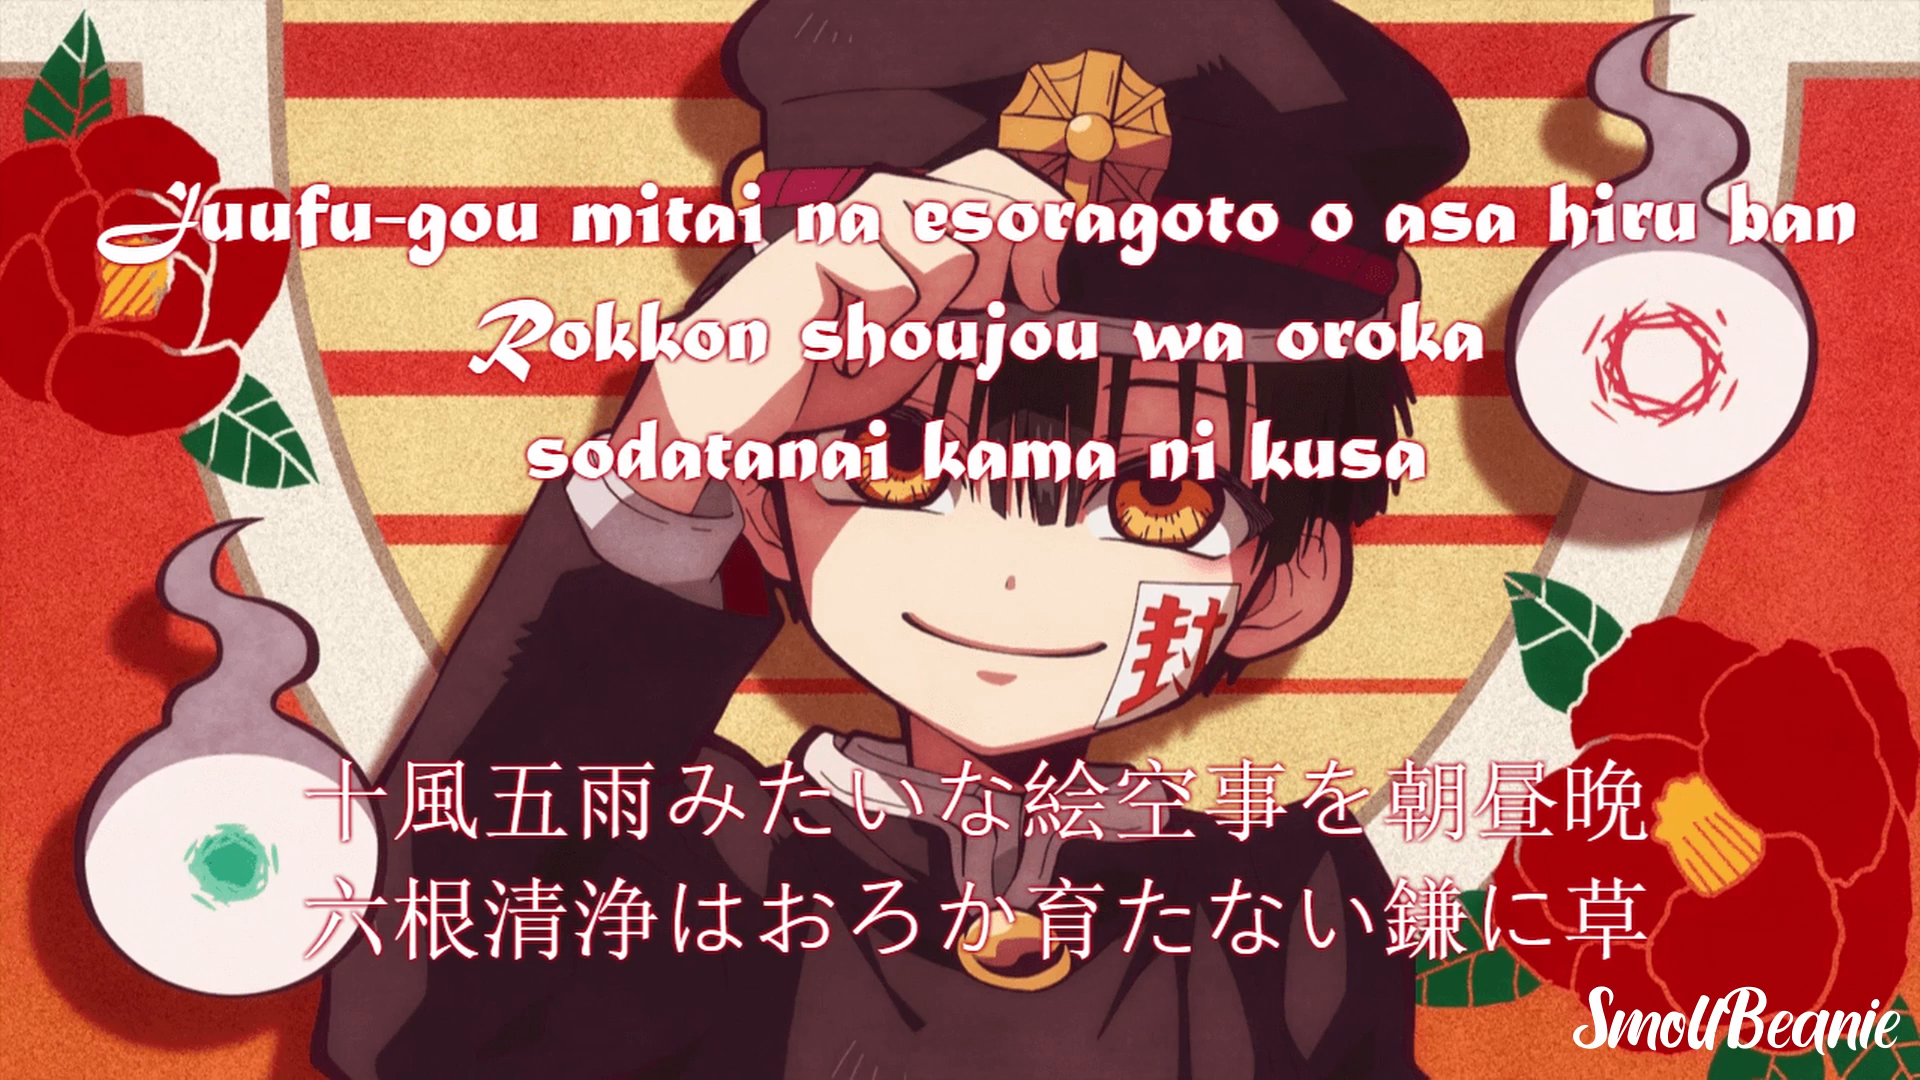 Juufu-gou mitai na esoragoto o asa hiru ban
Rokkon shoujou wa oroka
sodatanai kama ni kusa
封
十風五雨みたいな絵空事を朝昼晩
六根清浄はおろか育たない鎌に草
SmollBeanie